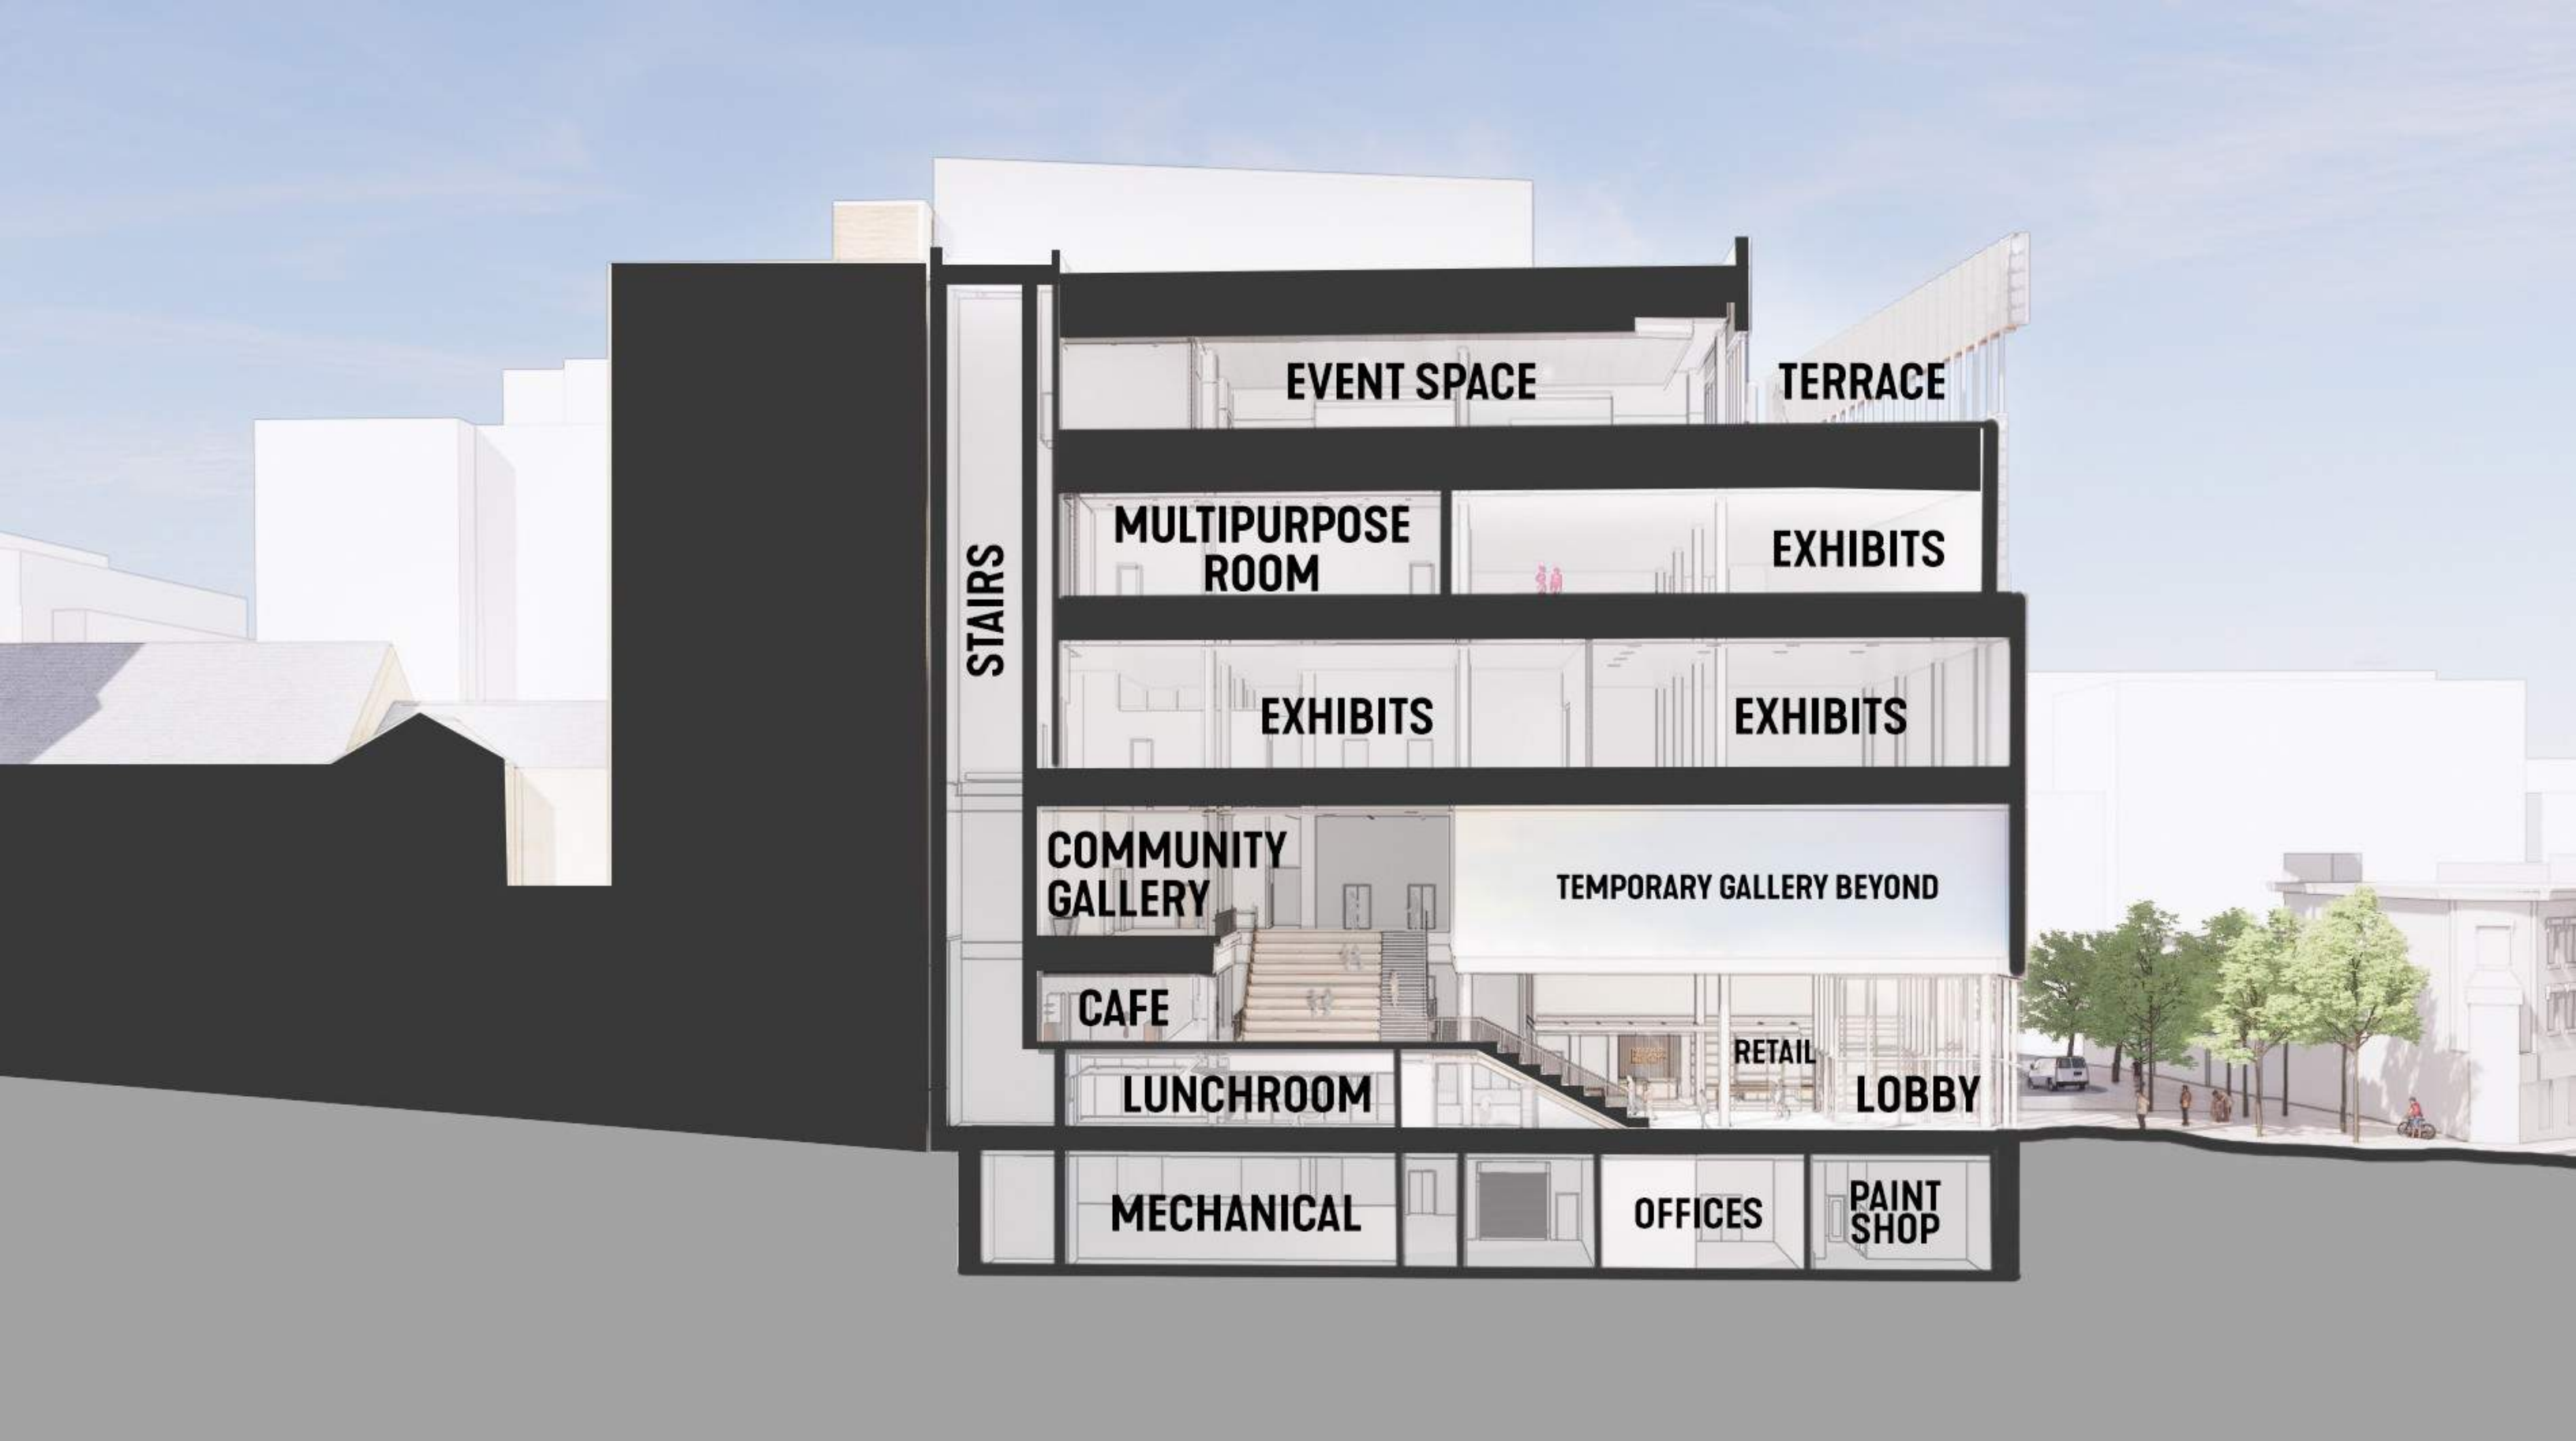 EVENT SPACE
TERRACE
MULTIPURPOSE
ROOM
EXHIBITS
STAIRS
EXHIBITS
EXHIBITS
COMMUNITY
GALLERY
TEMPORARY GALLERY BEYOND
CAFE
RETAIL
LUNCHROOM
LOBBY
MECHANICAL
OFFICES
PAINT
SHOP